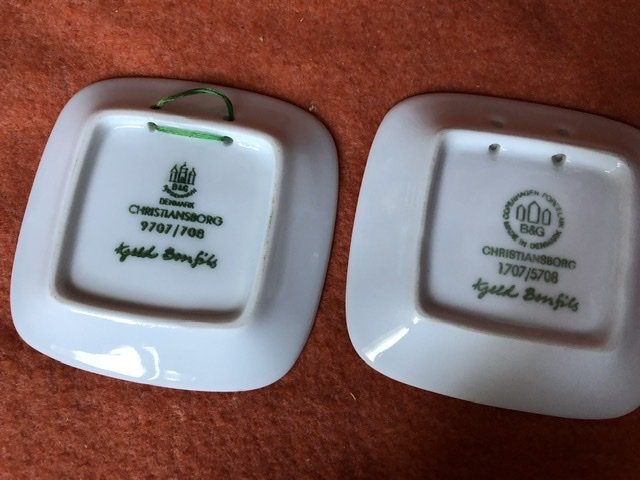 B&G
DENMARK
CHRISTIANSBORG
9707/708
Kjeld Bonfils
COPENHAGEN PORCELAIN
B&G
MADE IN DENMARK
CHRISTIANSBORG
1707/5708
Kjeld Bonfils